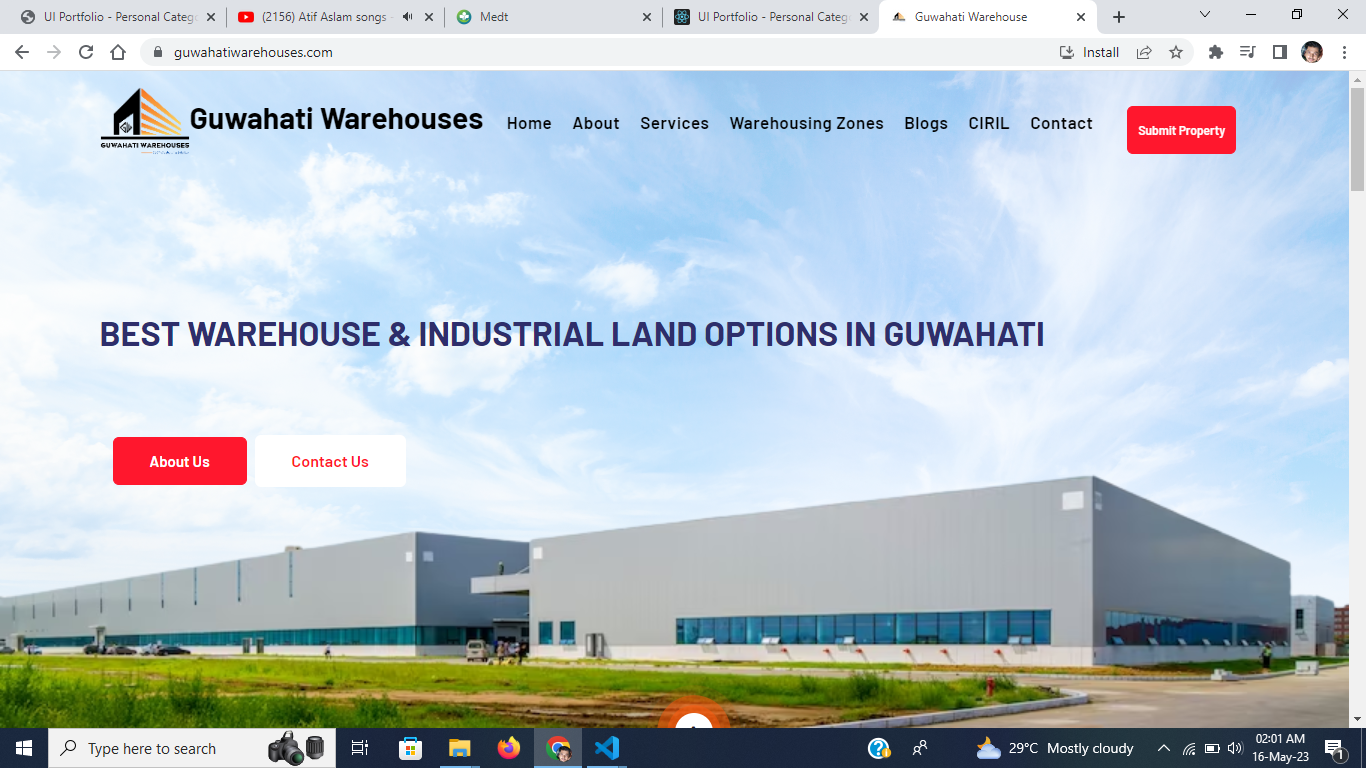 UI Portfolio - Personal Catego
(2156) Atif Aslam songs -
Medt
UI Portfolio - Personal Catego
Guwahati Warehouse
guwahatiwarehouses.com
Install
GUWAHATI WAREHOUSES
Guwahati Warehouses
Home
About
Services
Warehousing Zones
Blogs
CIRIL
Contact
Submit Property
BEST WAREHOUSE & INDUSTRIAL LAND OPTIONS IN GUWAHATI
About Us
Contact Us
Type here to search
29°C Mostly cloudy
02:01 AM
16-May-23
1